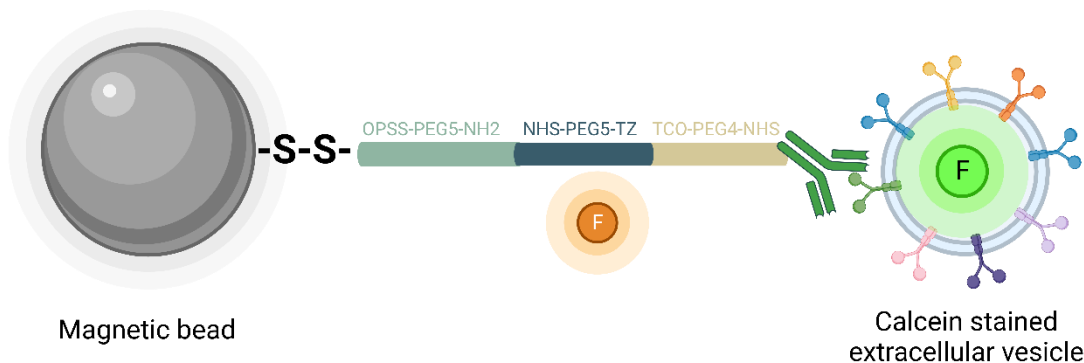 OPSS-PEG5-NH2 NHS-PEG5-TZ TCO-PEG4-NHS
-S-S-
F
F
Magnetic bead
Calcein stained
extracellular vesicle